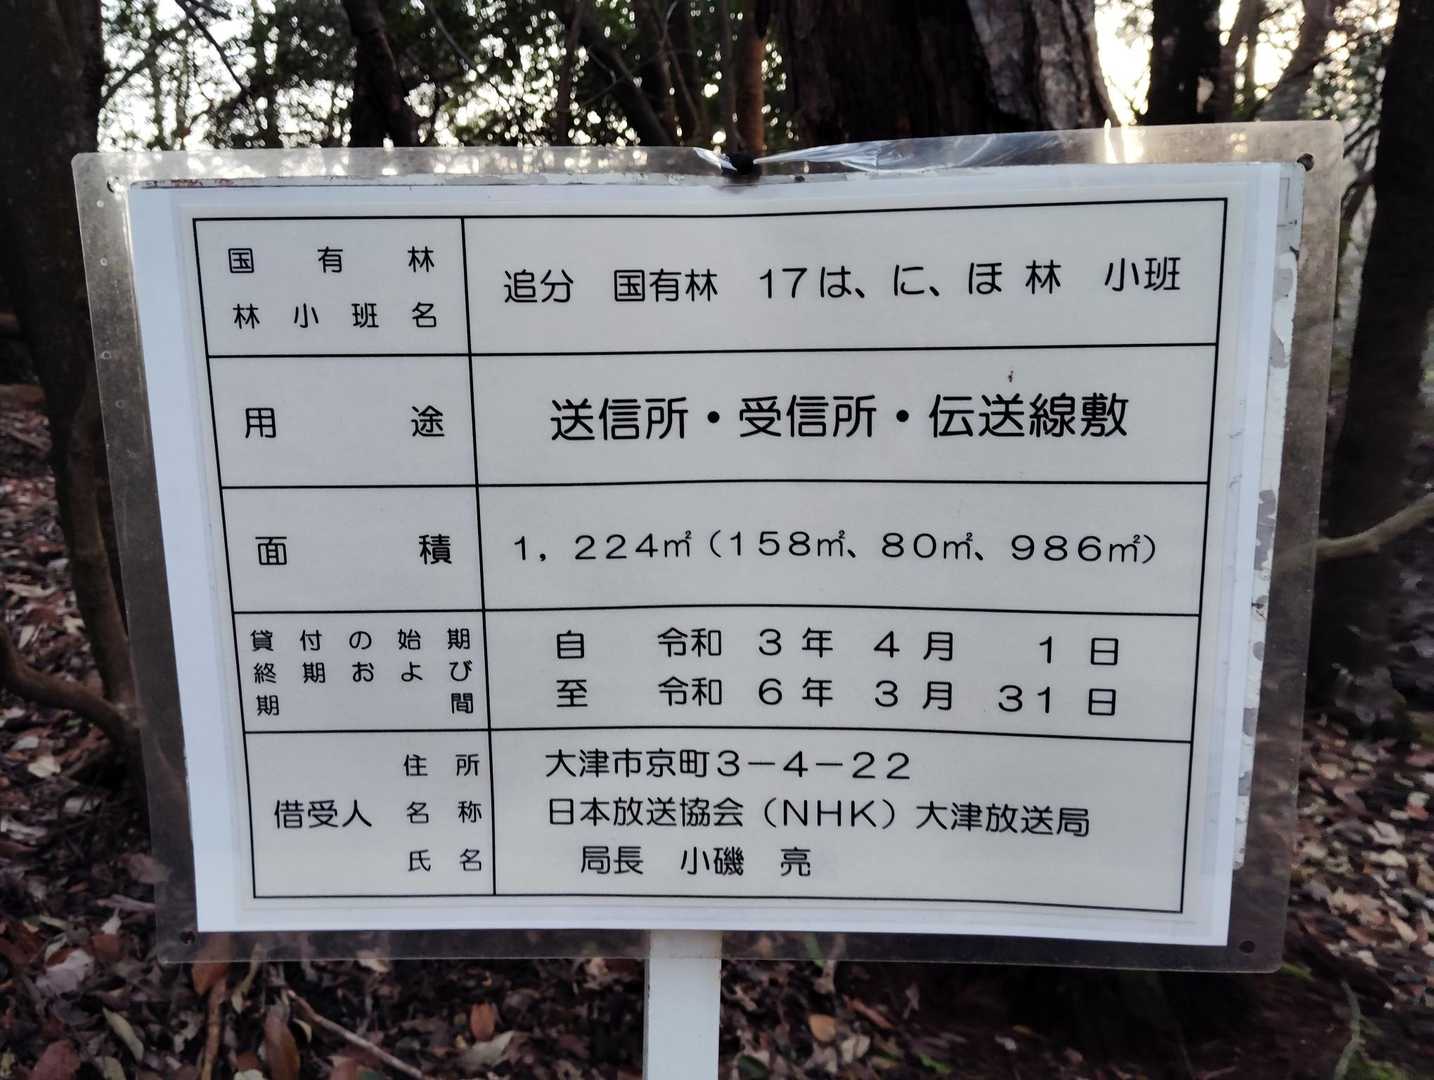 国有林
林小班名
追分 国有林 17は、に、ほ 林 小班
用途
送信所・受信所・伝送線敷
面積
1,224㎡(158㎡、80㎡、986㎡)
貸付の始期
終期および
期間
自 令和 3 年 4 月 1 日
至 令和 6 年 3 月 31 日
借受人
住所
大津市京町3-4-22
名称
日本放送協会(NHK)大津放送局
氏名
局長 小磯 亮